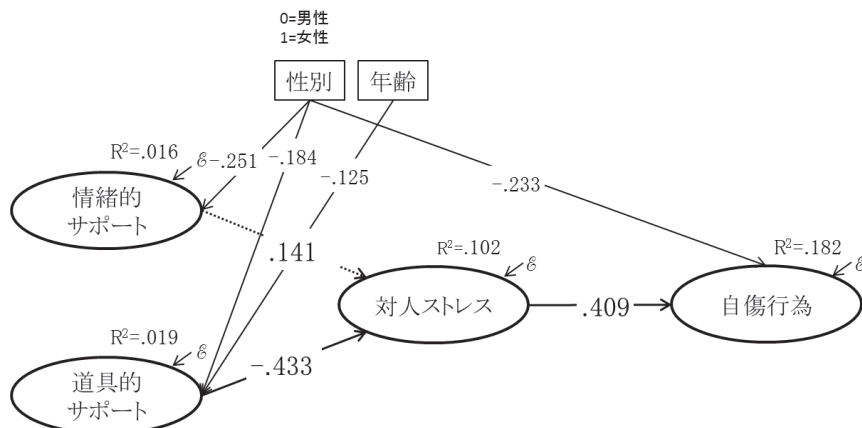 0=男性
1=女性
性別
年齢
R²=.016
ℰ
-.251
-.184
-.125
-.233
情緒的
サポート
.141
R²=.102
ℰ
R²=.182
ℰ
対人ストレス
.409
自傷行為
R²=.019
ℰ
-.433
道具的
サポート